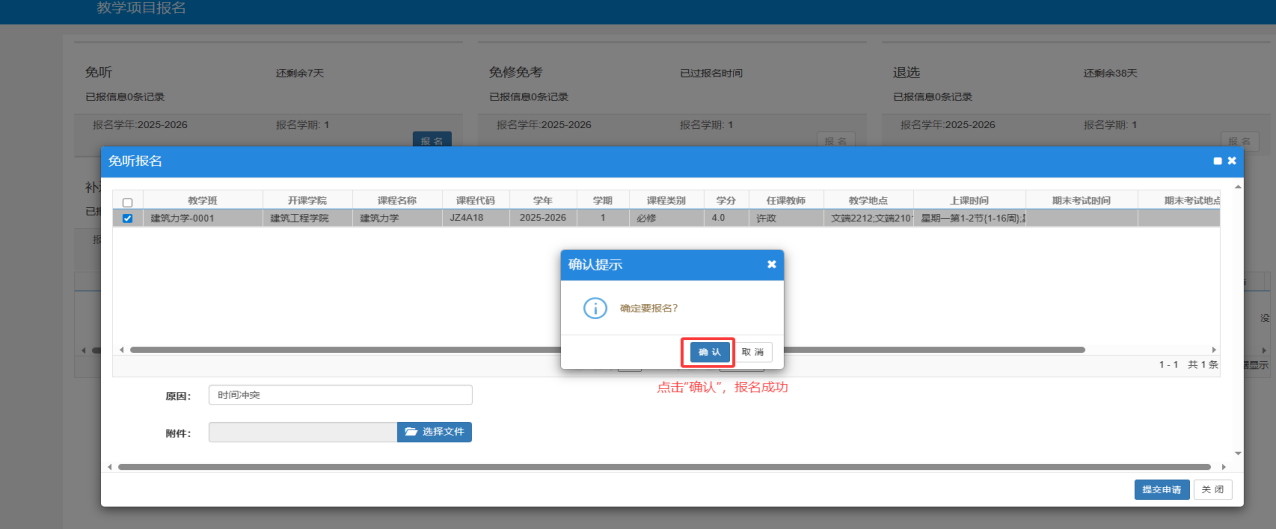 教学项目报名
免听 还剩余7天 免修免考 已过报名时间 退选 还剩余38天
已报信息0条记录 已报信息0条记录 已报信息0条记录
报名学年:2025-2026 报名学期: 1 报名学年:2025-2026 报名学期: 1 报名学年:2025-2026 报名学期: 1
报 名 报 名 报 名
免听报名
教学班 开课学院 课程名称 课程代码 学年 学期 课程类别 学分 任课教师 教学地点 上课时间 期末考试时间 期末考试地点
建筑力学-0001 建筑工程学院 建筑力学 JZ4A18 2025-2026 1 必修 4.0 许政 文端2212;文端210 星期一第1-2节{1-16周};
确认提示
确定要报名?
确 认 取 消
1 - 1 共 1 条
显示
点击“确认”，报名成功
原因： 时间冲突
附件： 选择文件
提交申请 关 闭